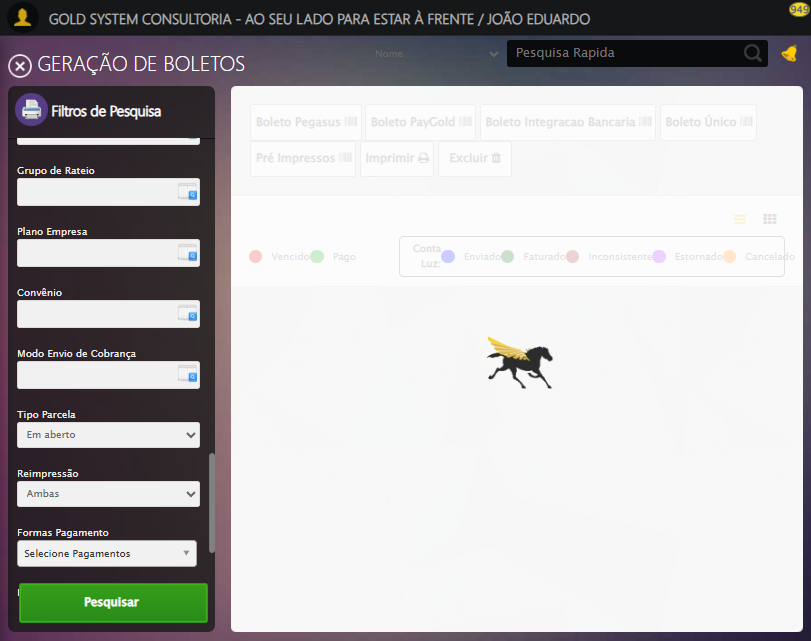 GOLD SYSTEM CONSULTORIA - AO SEU LADO PARA ESTAR À FRENTE / JOÃO EDUARDO
949
GERAÇÃO DE BOLETOS
Nome
Pesquisa Rapida
Filtros de Pesquisa
Grupo de Rateio
Plano Empresa
Convênio
Modo Envio de Cobrança
Tipo Parcela
Em aberto
Reimpressão
Ambas
Formas Pagamento
Selecione Pagamentos
Pesquisar
Boleto Pegasus
Boleto PayGold
Boleto Integracao Bancaria
Boleto Único
Pré Impressos
Imprimir
Excluir
Vencido
Pago
Conta
Luz:
Enviado
Faturado
Inconsistente
Estornado
Cancelado